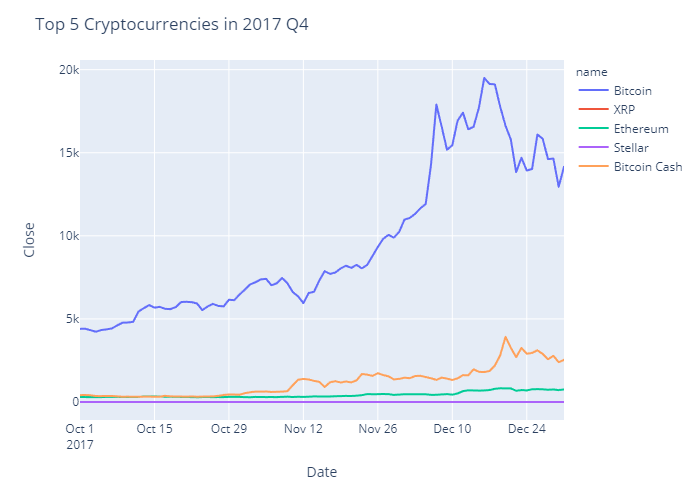 Top 5 Cryptocurrencies in 2017 Q4
20k
15k
10k
5k
0
Close
Oct 1
2017
Oct 15
Oct 29
Nov 12
Nov 26
Dec 10
Dec 24
Date
name
Bitcoin
XRP
Ethereum
Stellar
Bitcoin Cash